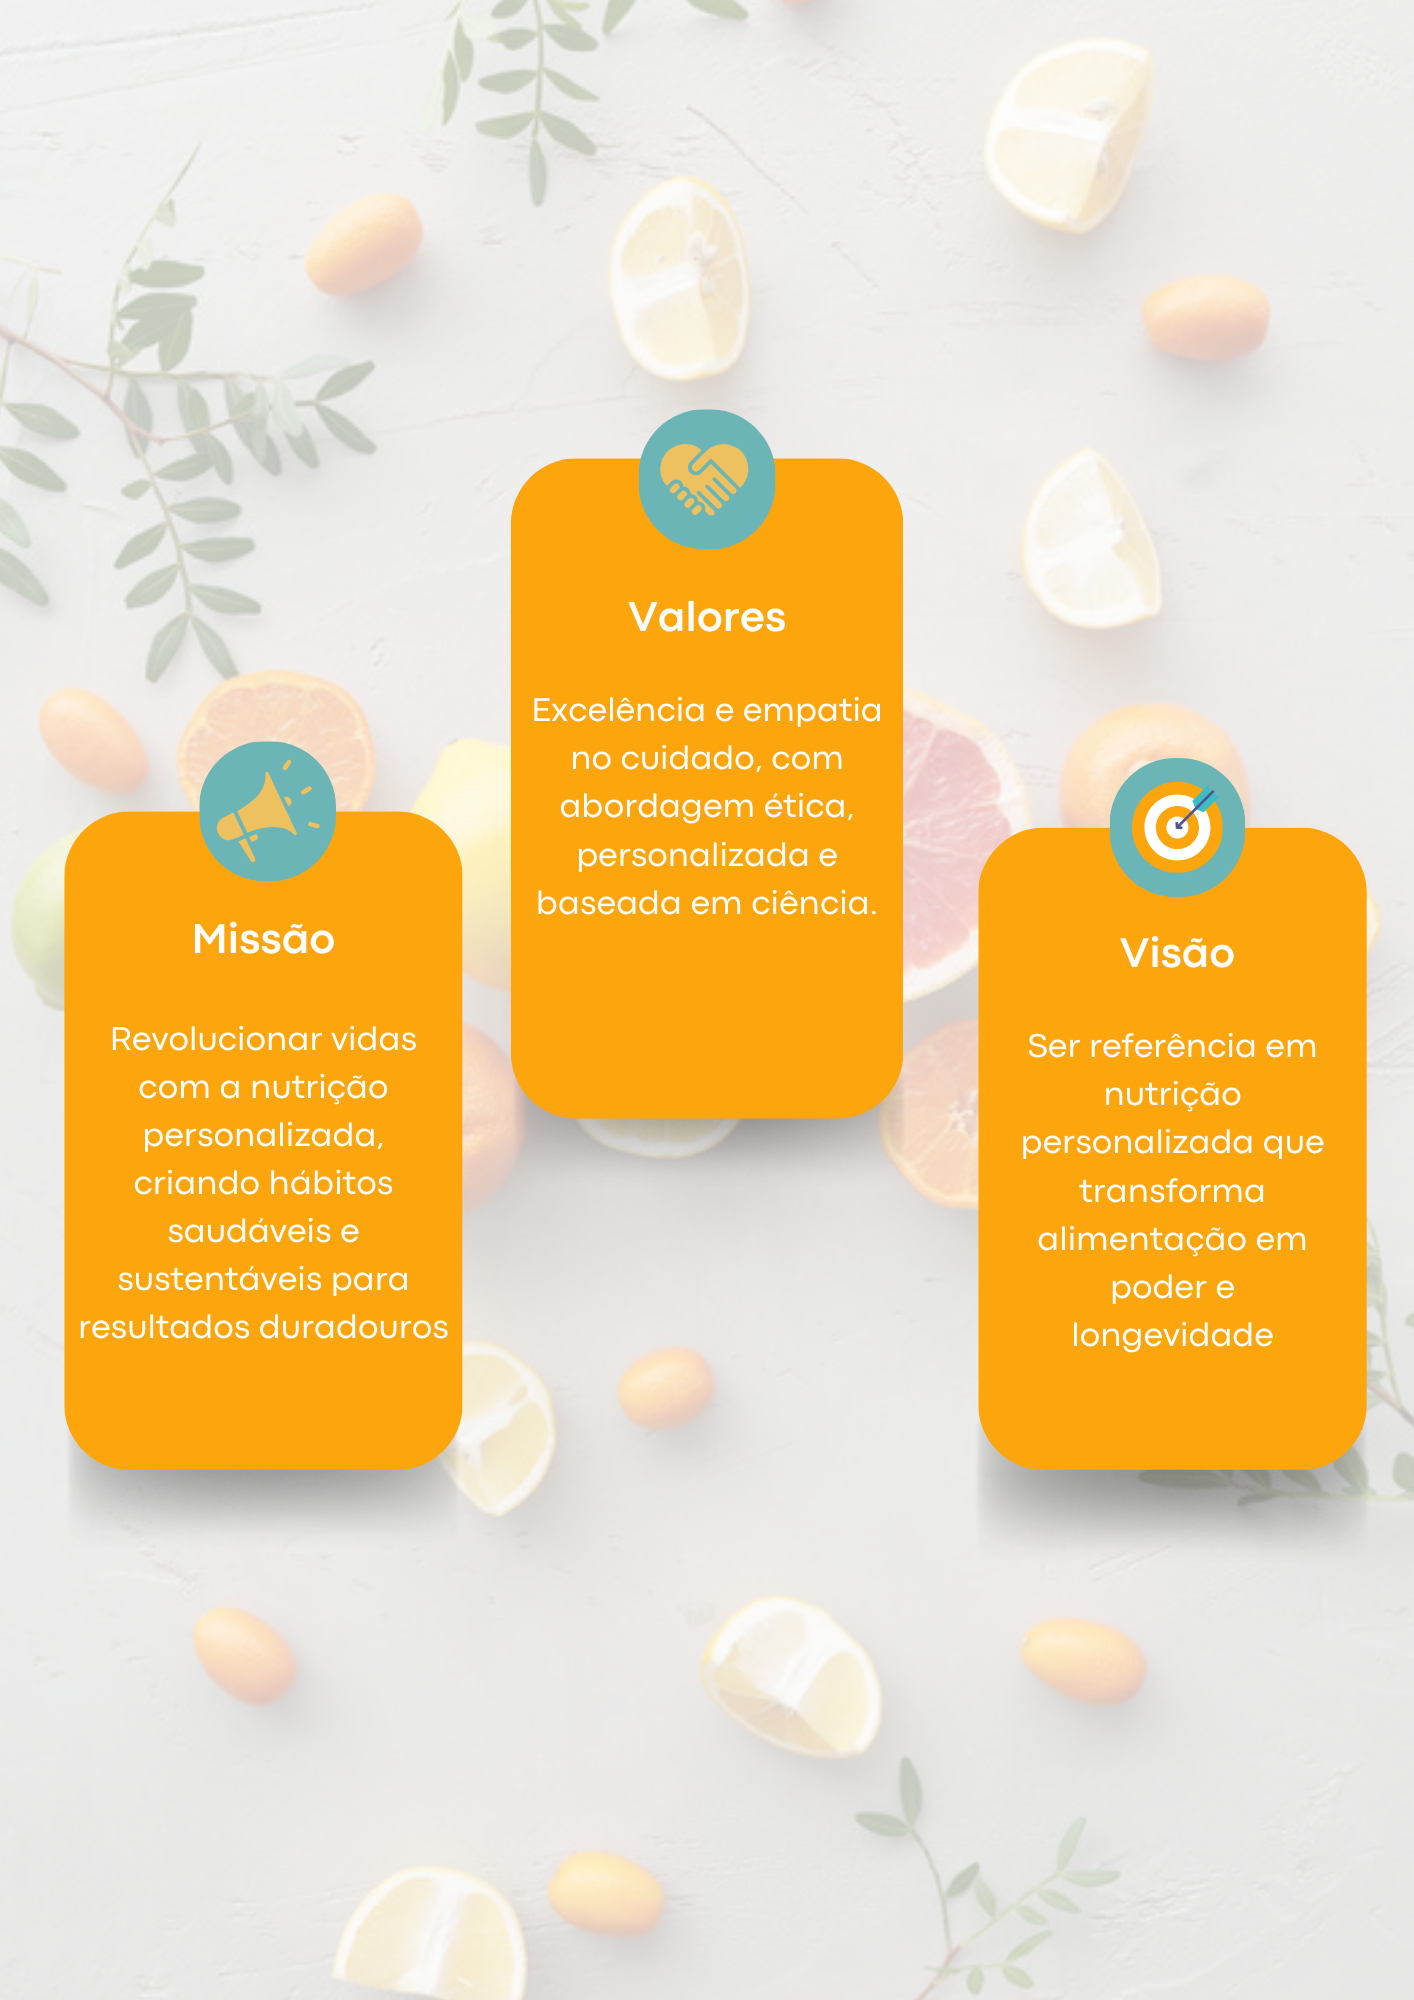 Valores
Excelência e empatia
no cuidado, com
abordagem ética,
personalizada e
baseada em ciência.
Missão
Revolucionar vidas
com a nutrição
personalizada,
criando hábitos
saudáveis e
sustentáveis para
resultados duradouros
Visão
Ser referência em
nutrição
personalizada que
transforma
alimentação em
poder e
longevidade